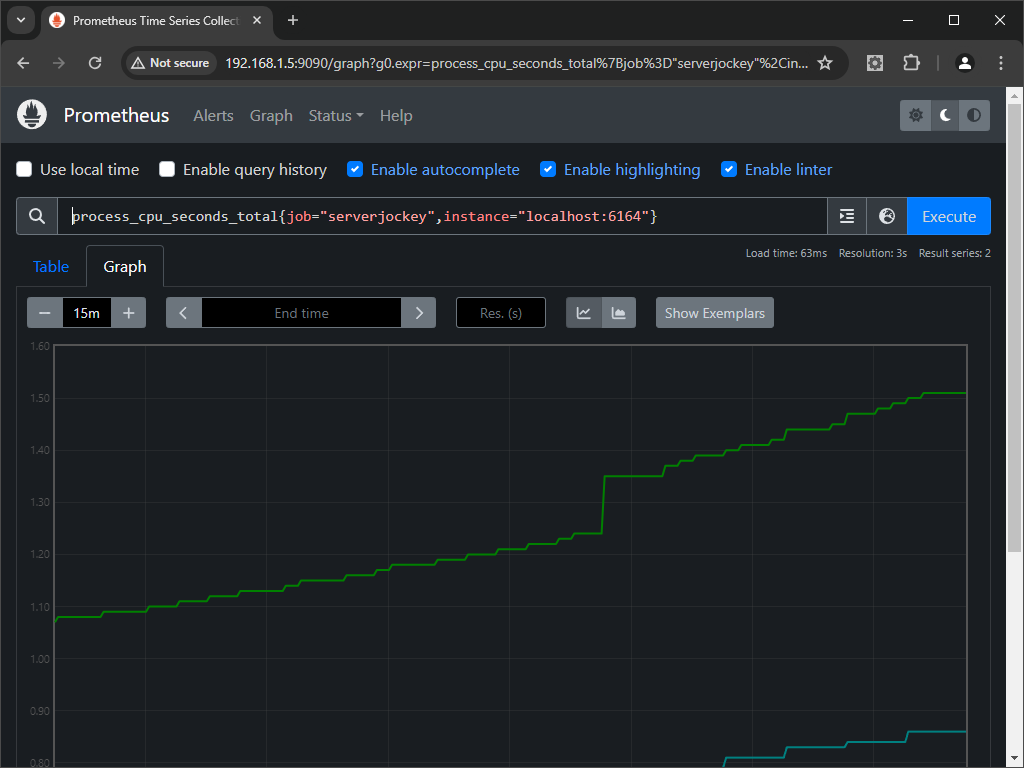 Prometheus Time Series Collect
Not secure
192.168.1.5:9090/graph?g0.expr=process_cpu_seconds_total%7Bjob%3D"serverjockey"%2Cin...
Prometheus
Alerts
Graph
Status
Help
Use local time
Enable query history
Enable autocomplete
Enable highlighting
Enable linter
process_cpu_seconds_total{job="serverjockey",instance="localhost:6164"}
Execute
Load time: 63ms
Resolution: 3s
Result series: 2
Table
Graph
15m
End time
Res. (s)
Show Exemplars
1.60
1.50
1.40
1.30
1.20
1.10
1.00
0.90
0.80